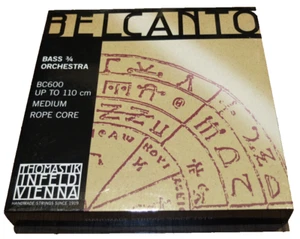 BELCANTO
BASS ¾
ORCHESTRA
BC600
UP TO 110 cm
MEDIUM
ROPE CORE
THOMASTIK
INFELD
VIENNA
HANDMADE STRINGS SINCE 1919